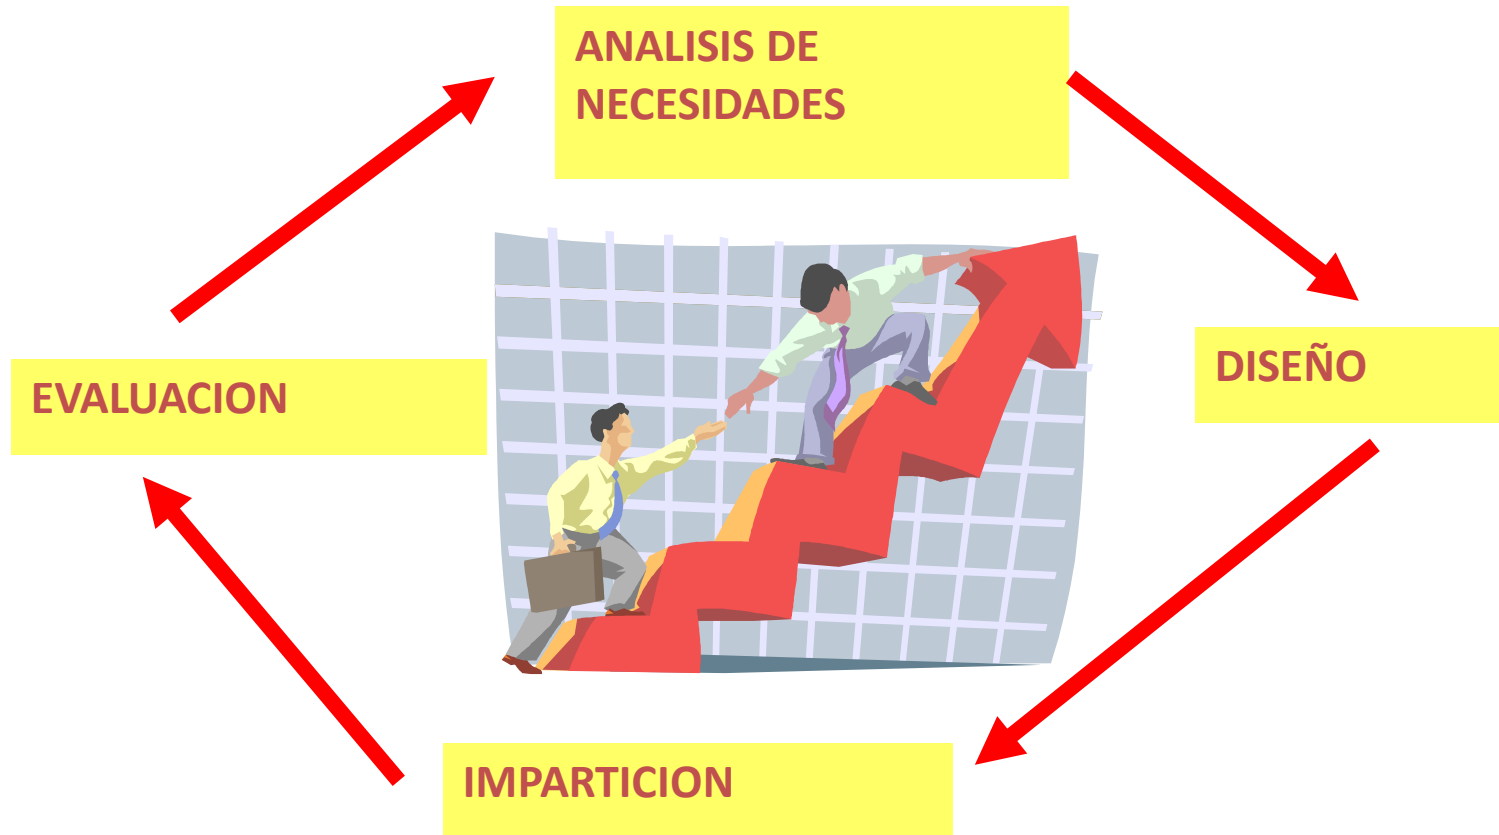 ANALISIS DE
NECESIDADES
DISEÑO
EVALUACION
IMPARTICION